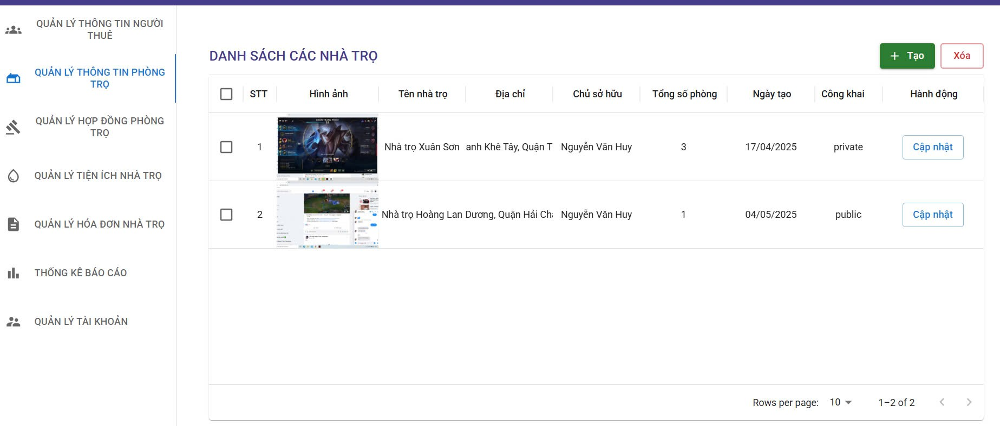 QUẢN LÝ THÔNG TIN NGƯỜI
THUÊ
QUẢN LÝ THÔNG TIN PHÒNG
TRỌ
QUẢN LÝ HỢP ĐỒNG PHÒNG
TRỌ
QUẢN LÝ TIỆN ÍCH NHÀ TRỌ
QUẢN LÝ HÓA ĐƠN NHÀ TRỌ
THỐNG KÊ BÁO CÁO
QUẢN LÝ TÀI KHOẢN
DANH SÁCH CÁC NHÀ TRỌ
+ Tạo
Xóa
STT Hình ảnh Tên nhà trọ Địa chỉ Chủ sở hữu Tổng số phòng Ngày tạo Công khai Hành động
1 Nhà trọ Xuân Sơn anh Khê Tây, Quận T Nguyễn Văn Huy 3 17/04/2025 private Cập nhật
2 Nhà trọ Hoàng Lan Dương, Quận Hải Ch Nguyễn Văn Huy 1 04/05/2025 public Cập nhật
Rows per page: 10 1–2 of 2